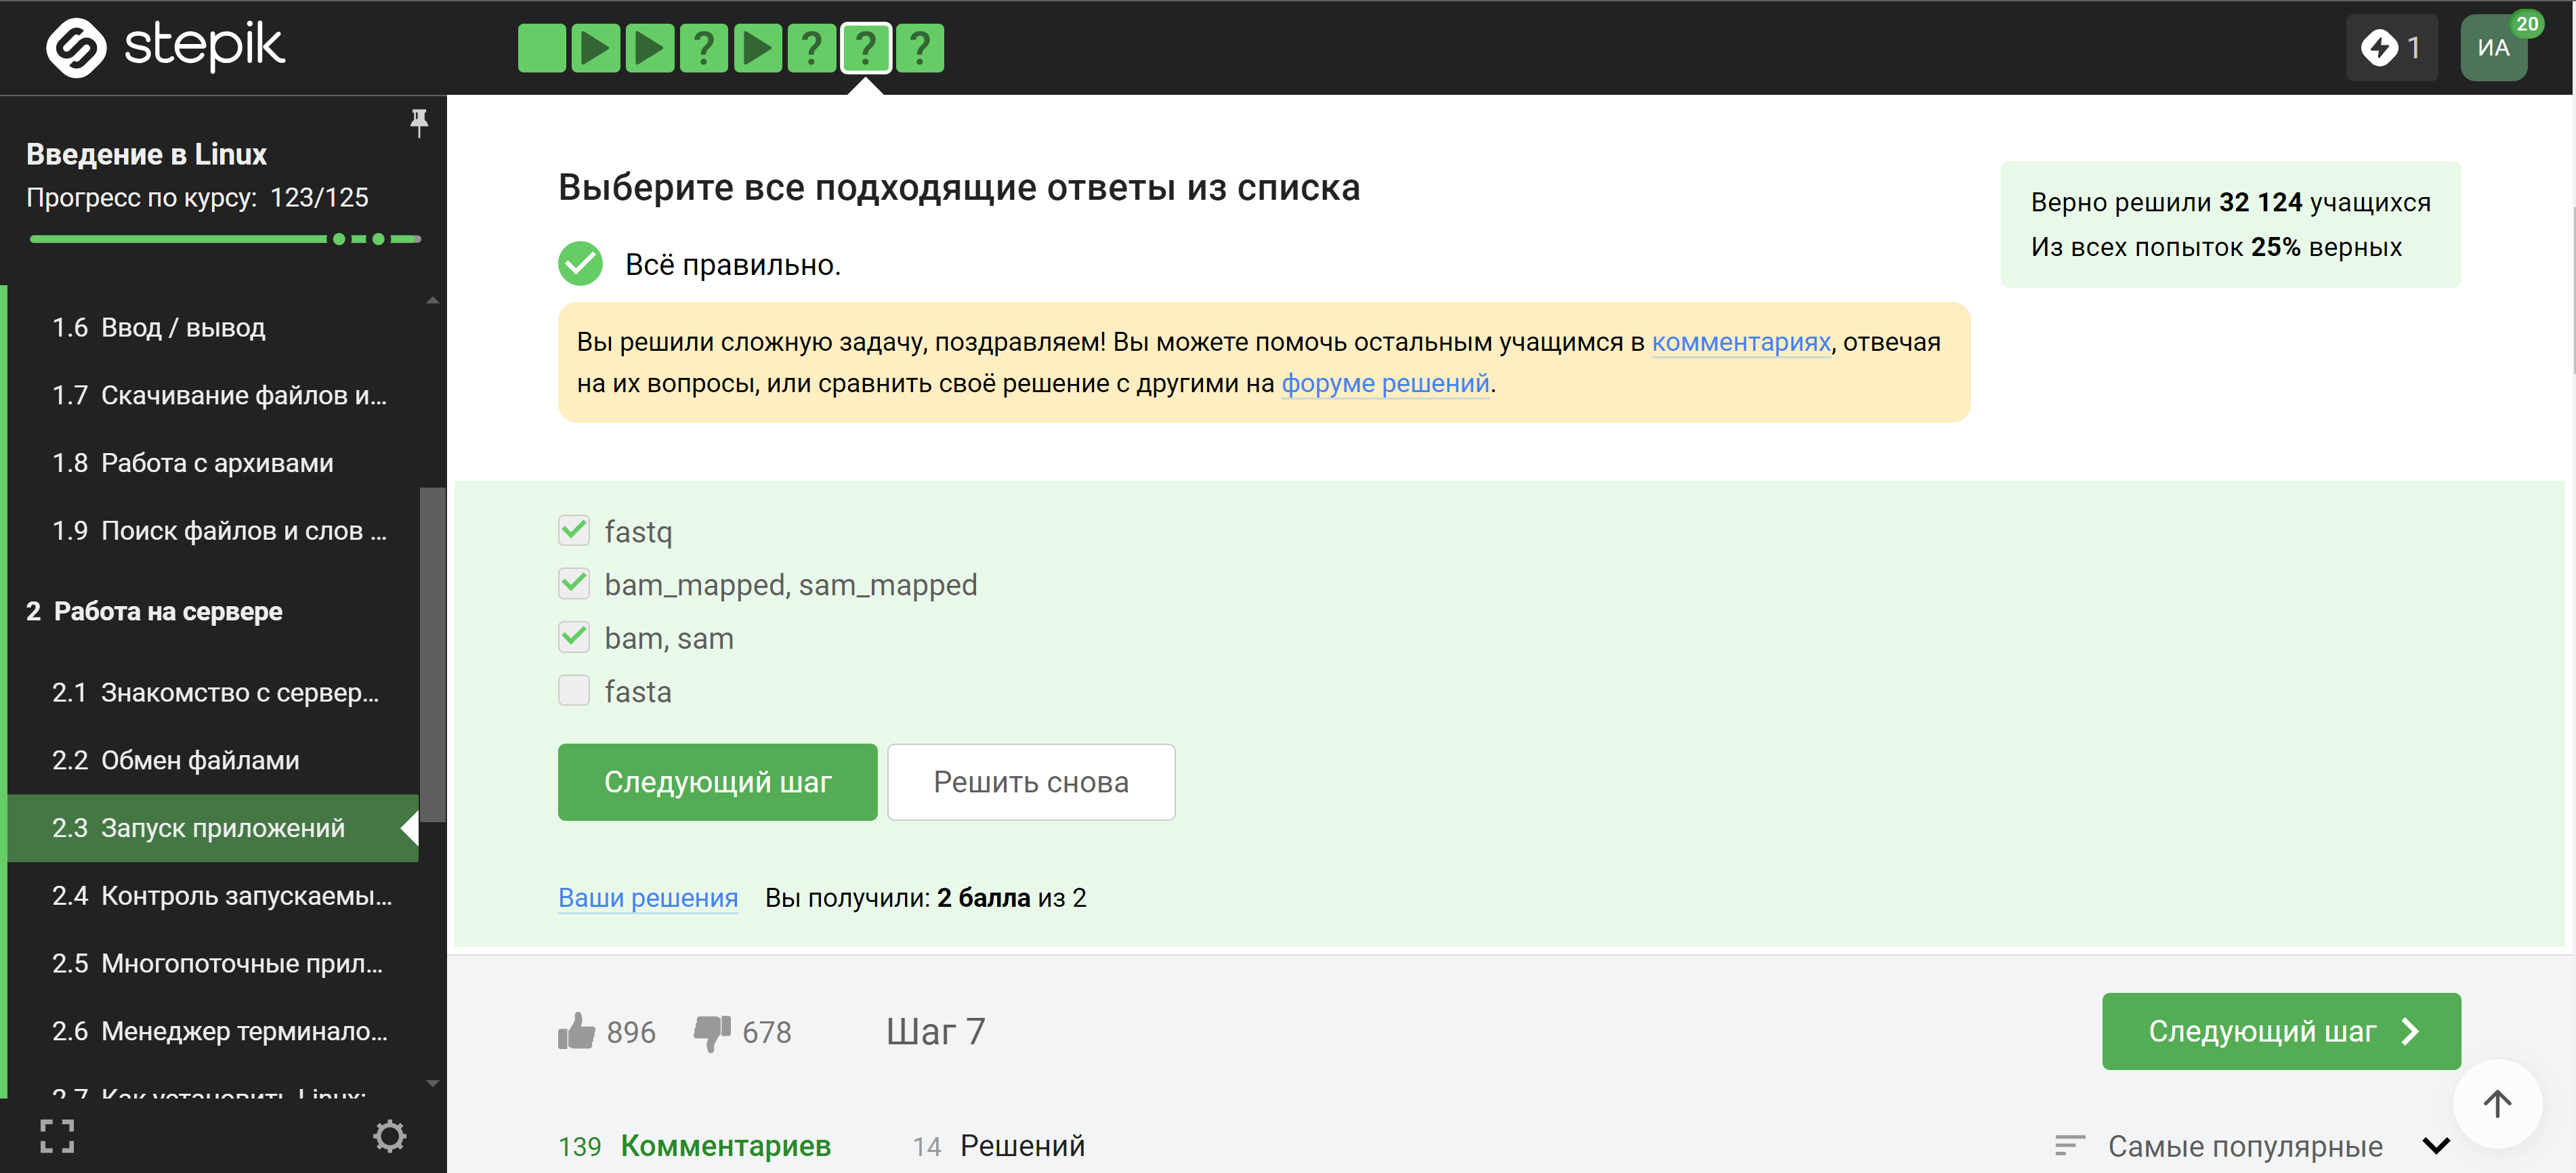 stepik
? ? ? ?
1
ИА
20
Введение в Linux
Прогресс по курсу: 123/125
1.6 Ввод / вывод
1.7 Скачивание файлов и...
1.8 Работа с архивами
1.9 Поиск файлов и слов ...
2 Работа на сервере
2.1 Знакомство с сервер...
2.2 Обмен файлами
2.3 Запуск приложений
2.4 Контроль запускаемы...
2.5 Многопоточные прил...
2.6 Менеджер терминало...
2.7 Как установить Linux:
Выберите все подходящие ответы из списка
Всё правильно.
Верно решили 32 124 учащихся
Из всех попыток 25% верных
Вы решили сложную задачу, поздравляем! Вы можете помочь остальным учащимся в комментариях, отвечая
на их вопросы, или сравнить своё решение с другими на форуме решений.
fastq
bam_mapped, sam_mapped
bam, sam
fasta
Следующий шаг
Решить снова
Ваши решения Вы получили: 2 балла из 2
896 678 Шаг 7
Следующий шаг
139 Комментариев 14 Решений
Самые популярные